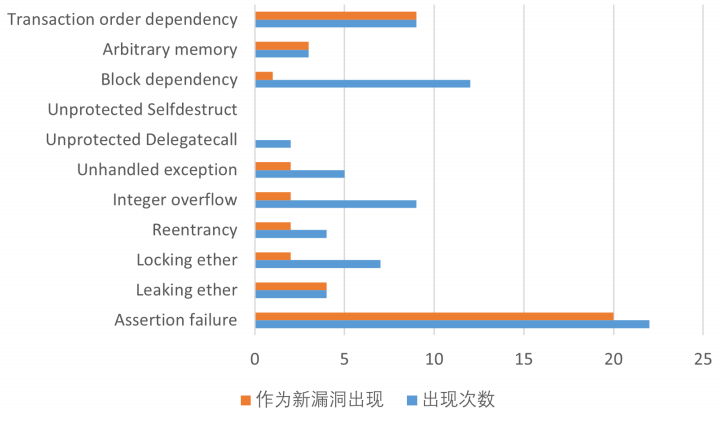 Transaction order dependency
Arbitrary memory
Block dependency
Unprotected Selfdestruct
Unprotected Delegatecall
Unhandled exception
Integer overflow
Reentrancy
Locking ether
Leaking ether
Assertion failure
0 5 10 15 20 25
作为新漏洞出现 出现次数